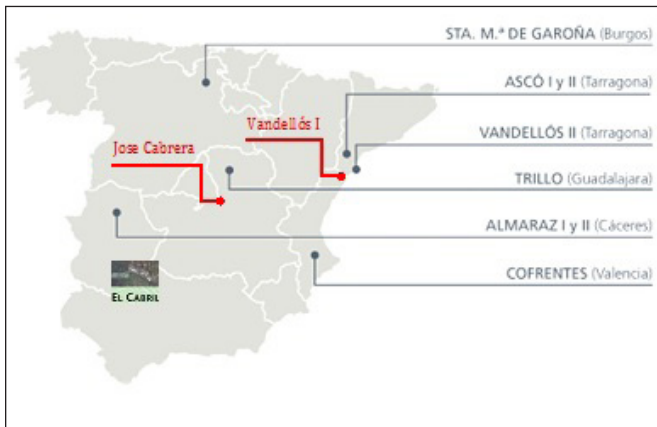 STA. M.ª DE GAROÑA (Burgos)
ASCÓ I y II (Tarragona)
Vandellós I
VANDELLÓS II (Tarragona)
Jose Cabrera
TRILLO (Guadalajara)
ALMARAZ I y II (Cáceres)
COFRENTES (Valencia)
EL CABRIL